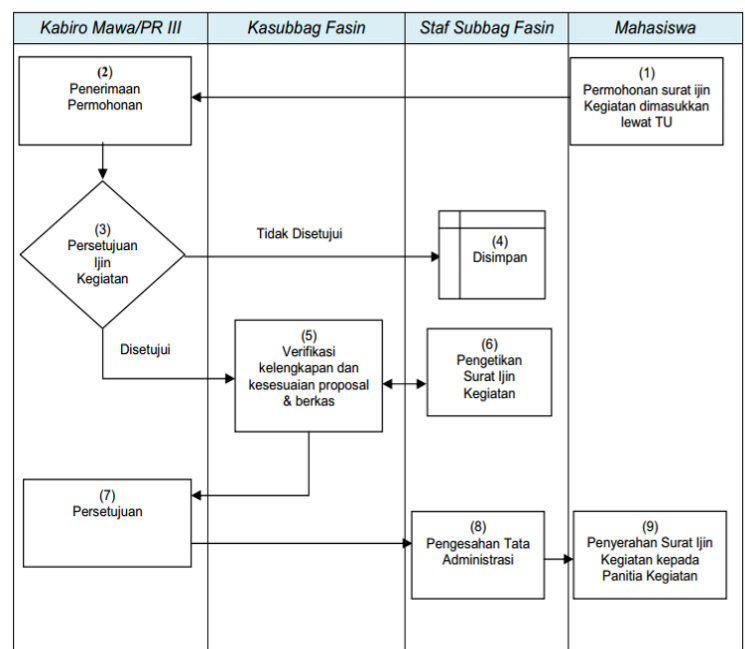 Kabiro Mawa/PR III
Kasubbag Fasin
Staf Subbag Fasin
Mahasiswa
(1)
Permohonan surat ijin
Kegiatan dimasukkan
lewat TU
(2)
Penerimaan
Permohonan
(3)
Persetujuan
Ijin
Kegiatan
Tidak Disetujui
(4)
Disimpan
Disetujui
(5)
Verifikasi
kelengkapan dan
kesesuaian proposal
& berkas
(6)
Pengetikan
Surat Ijin
Kegiatan
(7)
Persetujuan
(8)
Pengesahan Tata
Administrasi
(9)
Penyerahan Surat Ijin
Kegiatan kepada
Panitia Kegiatan